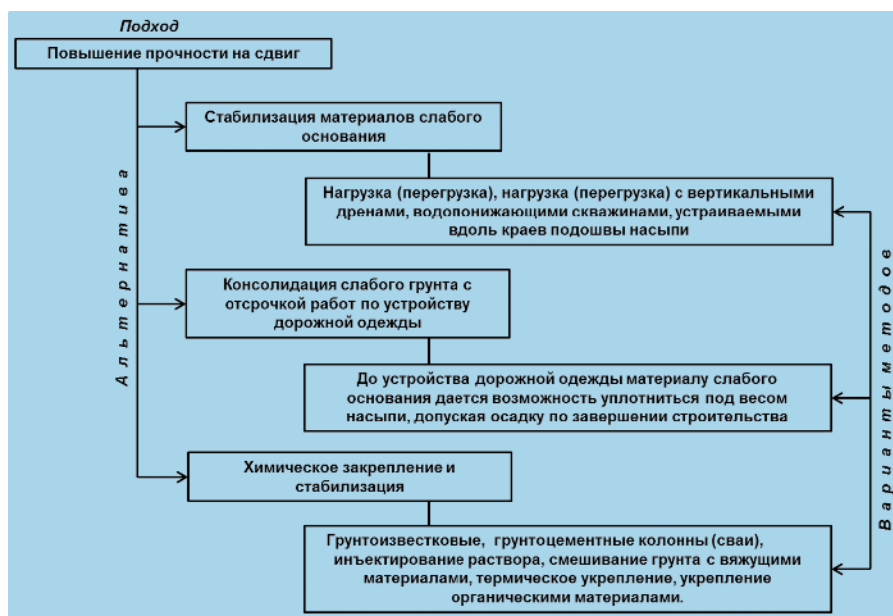 Подход
Повышение прочности на сдвиг
Стабилизация материалов слабого
основания
Нагрузка (перегрузка), нагрузка (перегрузка) с вертикальными
дренами, водопонижающими скважинами, устраиваемыми
вдоль краев подошвы насыпи
Альтернатива
Консолидация слабого грунта с
отсрочкой работ по устройству
дорожной одежды
До устройства дорожной одежды материалу слабого
основания дается возможность уплотниться под весом
насыпи, допуская осадку по завершении строительства
Варианты методов
Химическое закрепление и
стабилизация
Грунтоизвестковые, грунтоцементные колонны (сваи),
инъектирование раствора, смешивание грунта с вяжущими
материалами, термическое укрепление, укрепление
органическими материалами.